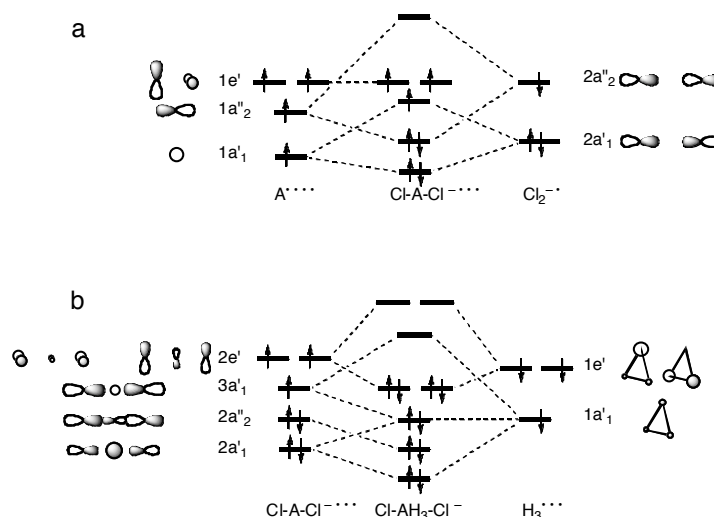 a
1e' 2a"2
1a"2
1a'1 2a'1
A•••• Cl-A-Cl −••• Cl2−•
b
2e' 1e'
3a'1
2a"2 1a'1
2a'1
Cl-A-Cl −••• Cl-AH3-Cl − H3•••